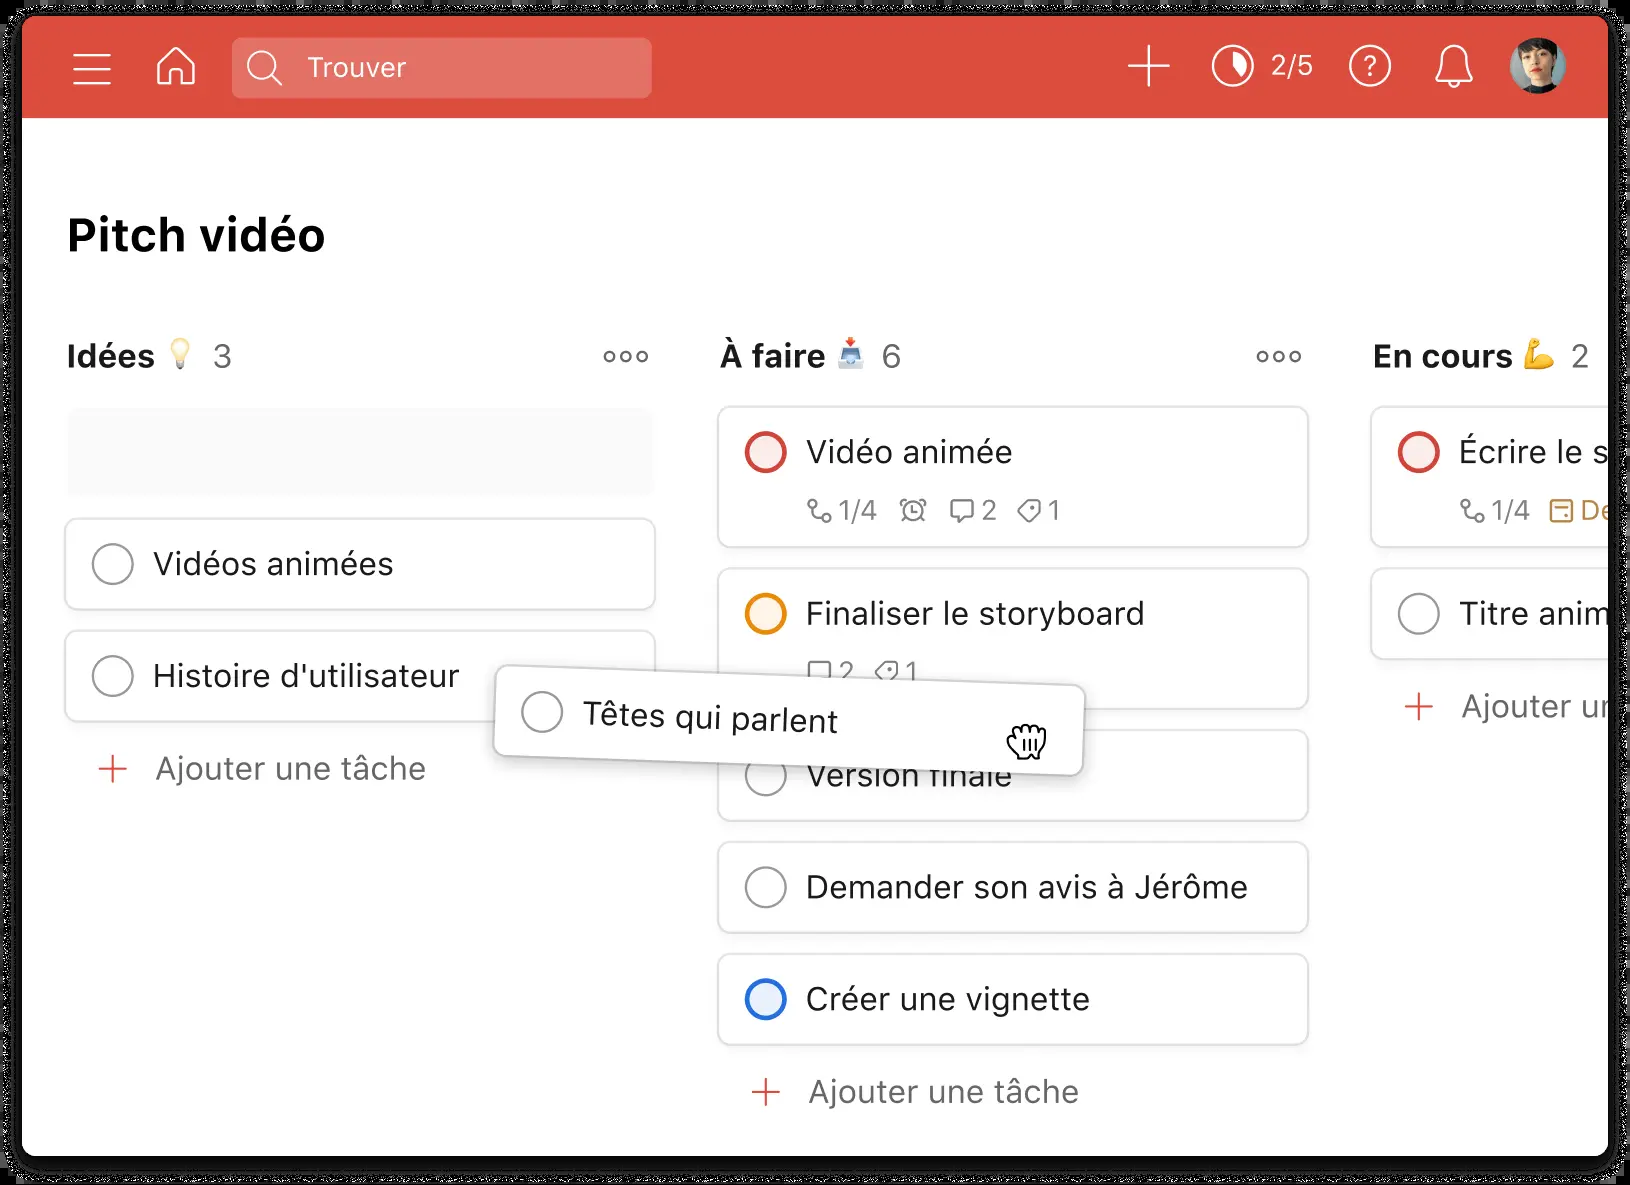 Trouver
2/5
Pitch vidéo
Idées 3
Vidéos animées
Histoire d'utilisateur
Ajouter une tâche
Têtes qui parlent
À faire 6
Vidéo animée
1/4 2 1
Finaliser le storyboard
2 1
Version finale
Demander son avis à Jérôme
Créer une vignette
Ajouter une tâche
En cours 2
Écrire le s
1/4 De
Titre anim
Ajouter